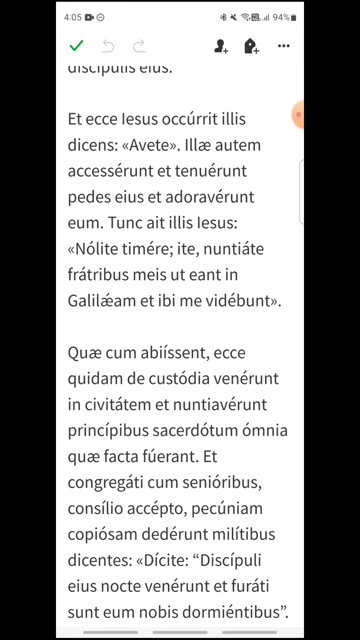 4:05
94%
discípulis eius.
Et ecce Iesus occúrrit illis
dicens: «Avete». Illæ autem
accessérunt et tenuérunt
pedes eius et adoravérunt
eum. Tunc ait illis Iesus:
«Nólite timére; ite, nuntiáte
frátribus meis ut eant in
Galilǽam et ibi me vidébunt».
Quæ cum abiíssent, ecce
quidam de custódia venérunt
in civitátem et nuntiavérunt
princípibus sacerdótum ómnia
quæ facta fúerant. Et
congregáti cum senióribus,
consílio accépto, pecúniam
copiósam dedérunt milítibus
dicentes: «Dícite: “Discípuli
eius nocte venérunt et furáti
sunt eum nobis dormiéntibus”.